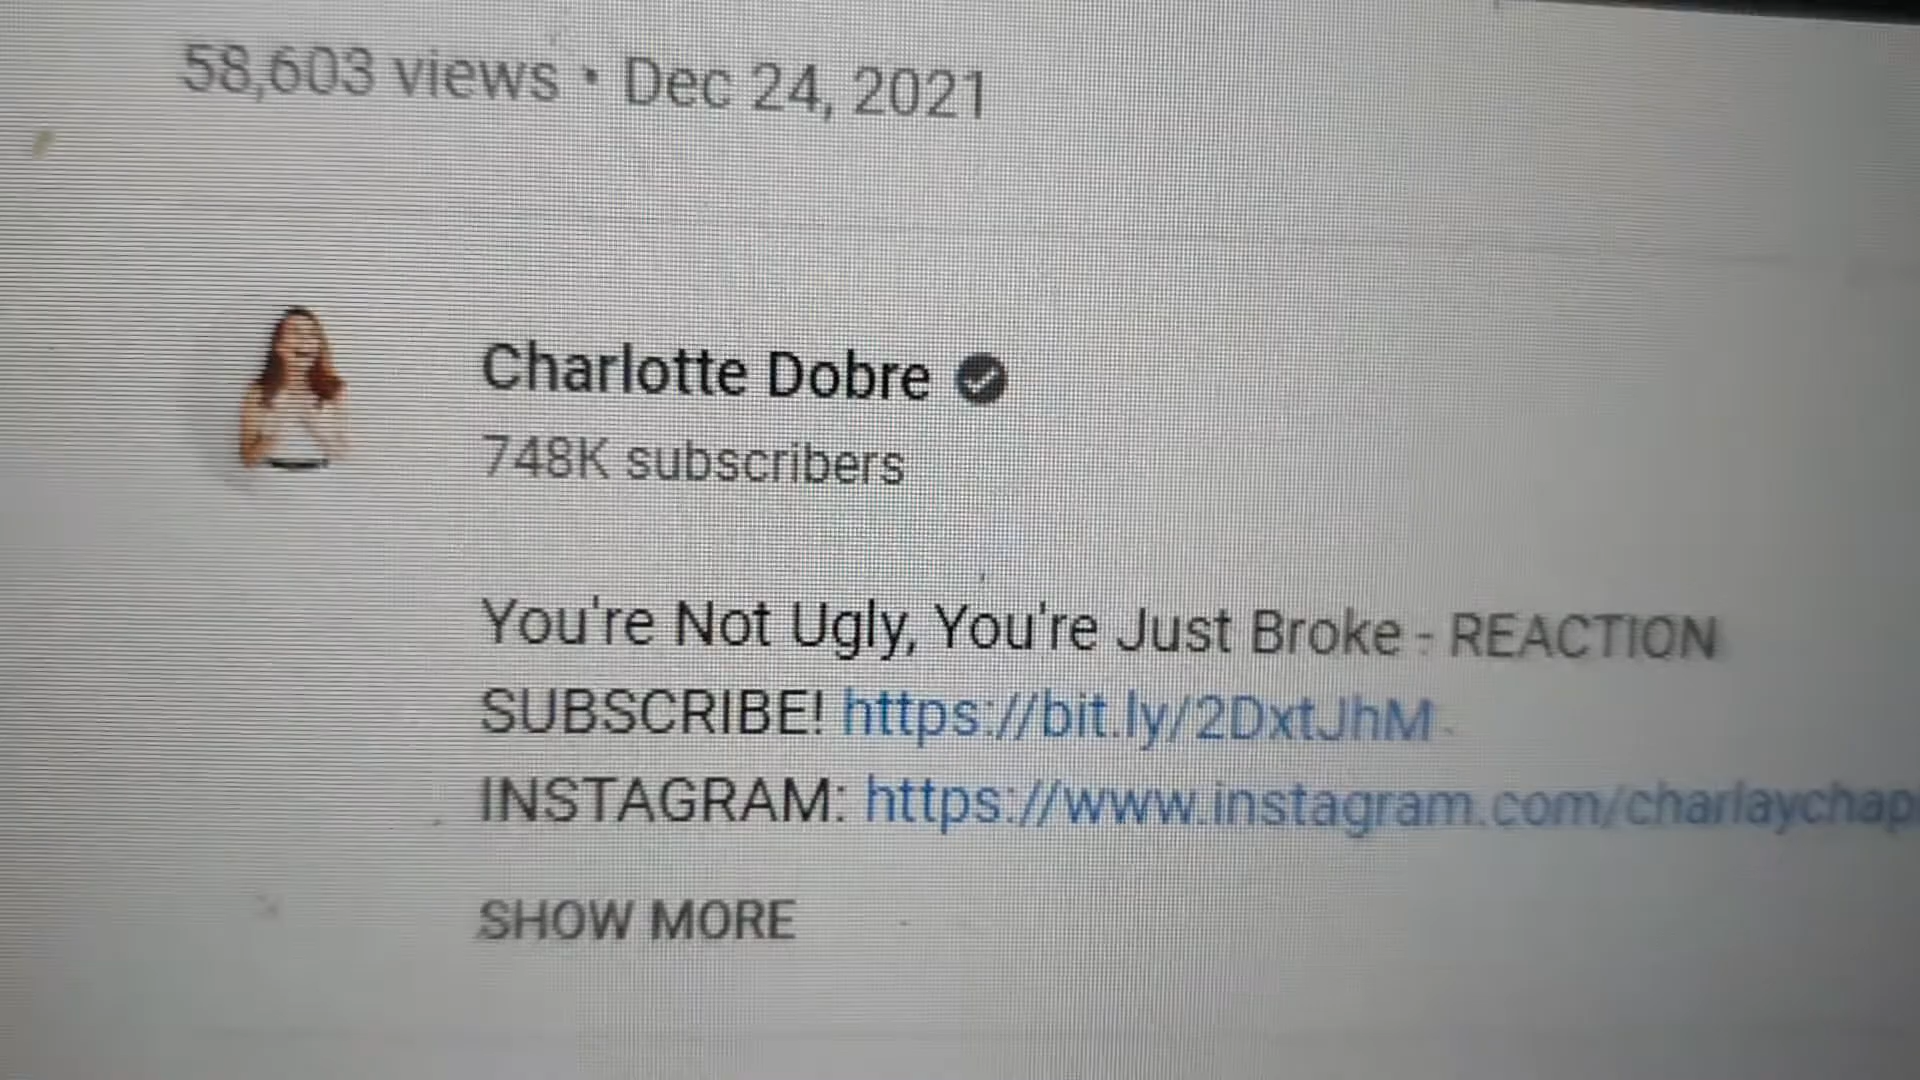 58,603 views • Dec 24, 2021
Charlotte Dobre
748K subscribers
You're Not Ugly, You're Just Broke - REACTION
SUBSCRIBE! https://bit.ly/2DxtJhM
INSTAGRAM: https://www.instagram.com/charlaychap
SHOW MORE